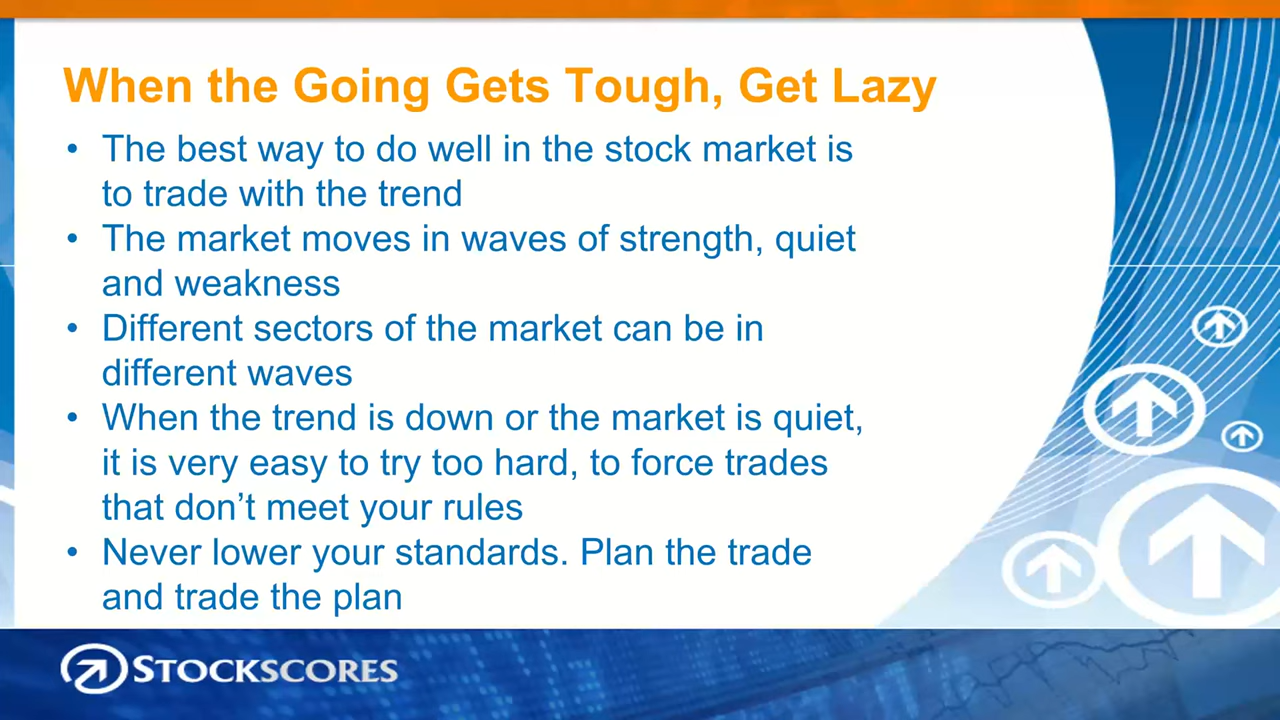 When the Going Gets Tough, Get Lazy
• The best way to do well in the stock market is
to trade with the trend
• The market moves in waves of strength, quiet
and weakness
• Different sectors of the market can be in
different waves
• When the trend is down or the market is quiet,
it is very easy to try too hard, to force trades
that don’t meet your rules
• Never lower your standards. Plan the trade
and trade the plan
STOCKSCORES